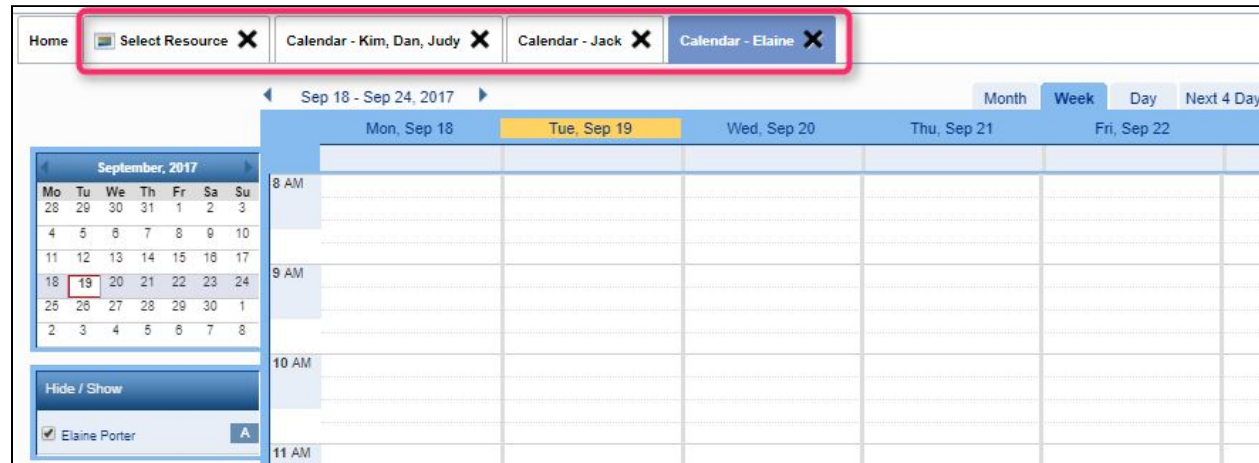 Home Select Resource Calendar - Kim, Dan, Judy Calendar - Jack Calendar - Elaine
Sep 18 - Sep 24, 2017 Month Week Day Next 4 Day
Mon, Sep 18 Tue, Sep 19 Wed, Sep 20 Thu, Sep 21 Fri, Sep 22
September, 2017
Mo Tu We Th Fr Sa Su
28 29 30 31 1 2 3
4 5 6 7 8 9 10
11 12 13 14 15 16 17
18 19 20 21 22 23 24
25 26 27 28 29 30 1
2 3 4 5 6 7 8
Hide / Show
Elaine Porter A
8 AM
9 AM
10 AM
11 AM